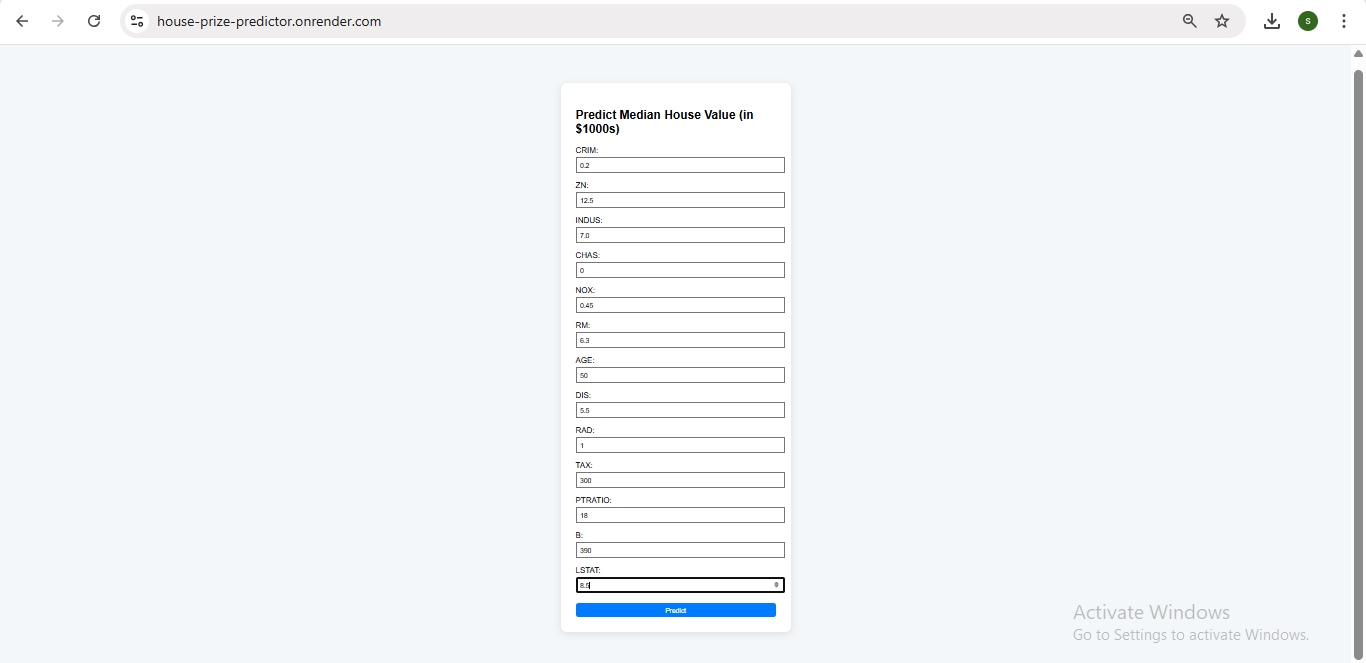 house-prize-predictor.onrender.com
S
Predict Median House Value (in
$1000s)
CRIM:
0.2
ZN:
12.5
INDUS:
7.0
CHAS:
0
NOX:
0.45
RM:
6.3
AGE:
50
DIS:
5.5
RAD:
1
TAX:
300
PTRATIO:
18
B:
390
LSTAT:
8.5
Predict
Activate Windows
Go to Settings to activate Windows.